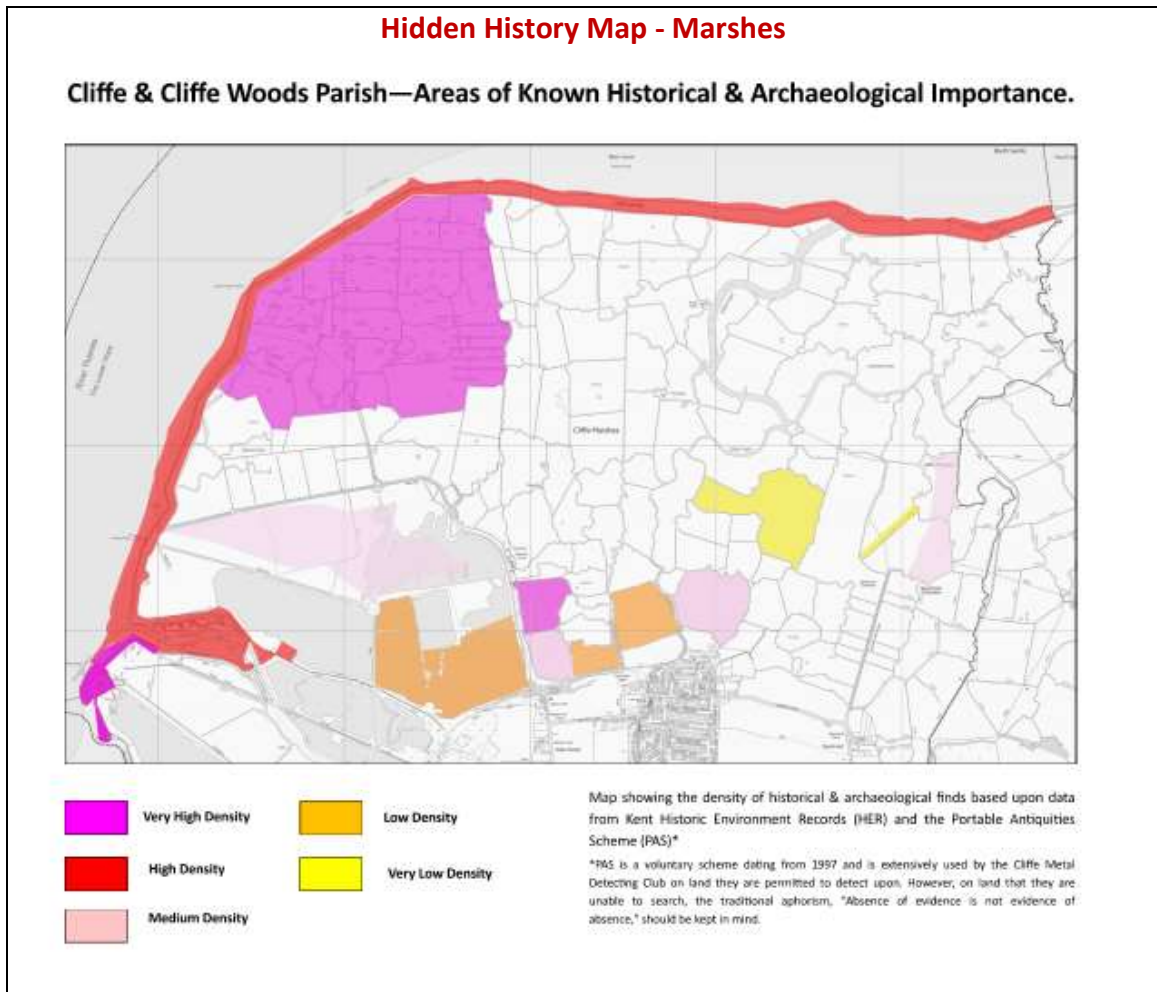 Hidden History Map - Marshes
Cliffe & Cliffe Woods Parish—Areas of Known Historical & Archaeological Importance.
River Thames
Cliffe Marshes
Very High Density
Low Density
High Density
Very Low Density
Medium Density
Map showing the density of historical & archaeological finds based upon data
from Kent Historic Environment Records (HER) and the Portable Antiquities
Scheme (PAS)*
*PAS is a voluntary scheme dating from 1997 and is extensively used by the Cliffe Metal
Detecting Club on land they are permitted to detect upon. However, on land that they are
unable to search, the traditional aphorism, "Absence of evidence is not evidence of
absence," should be kept in mind.